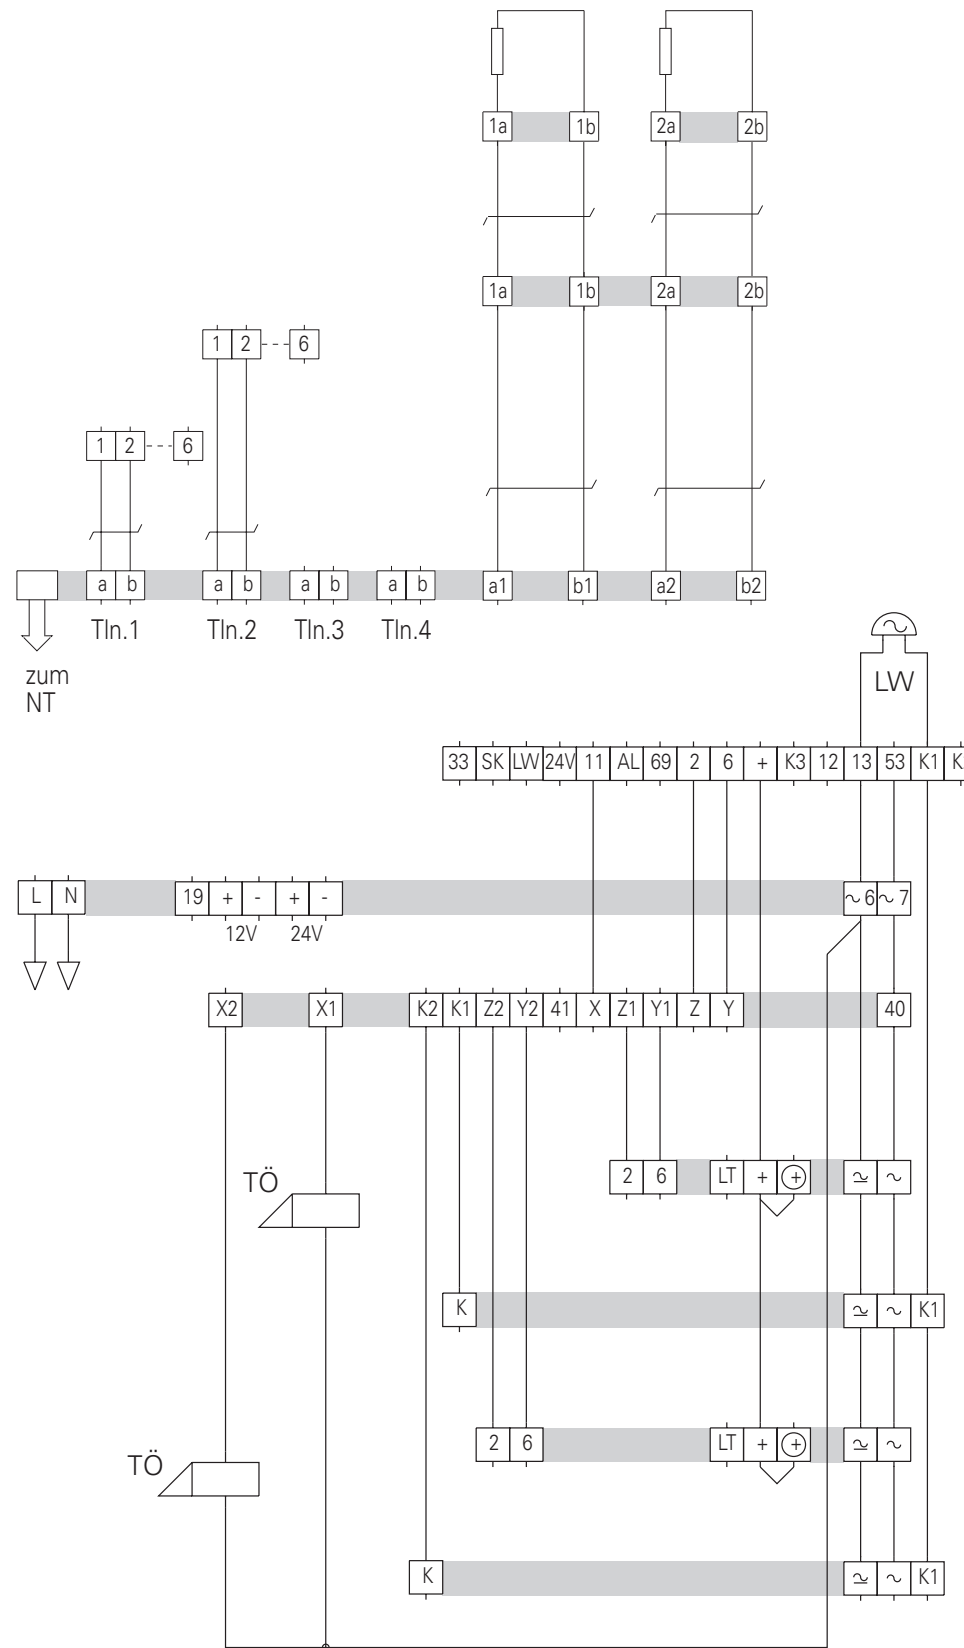 1a 1b 2a 2b
1a 1b 2a 2b
1 2 6
1 2 6
a b a b a b a b a1 b1 a2 b2
Tln.1 Tln.2 Tln.3 Tln.4
zum
NT
LW
33 SK LW 24V 11 AL 69 2 6 + K3 12 13 53 K1 K
L N 19 + - + - ~6 ~7
12V 24V
X2 X1 K2 K1 Z2 Y2 41 X Z1 Y1 Z Y 40
2 6 LT + + ≃ ~
TÖ
K ≃ ~ K1
2 6 LT + + ≃ ~
TÖ
K ≃ ~ K1